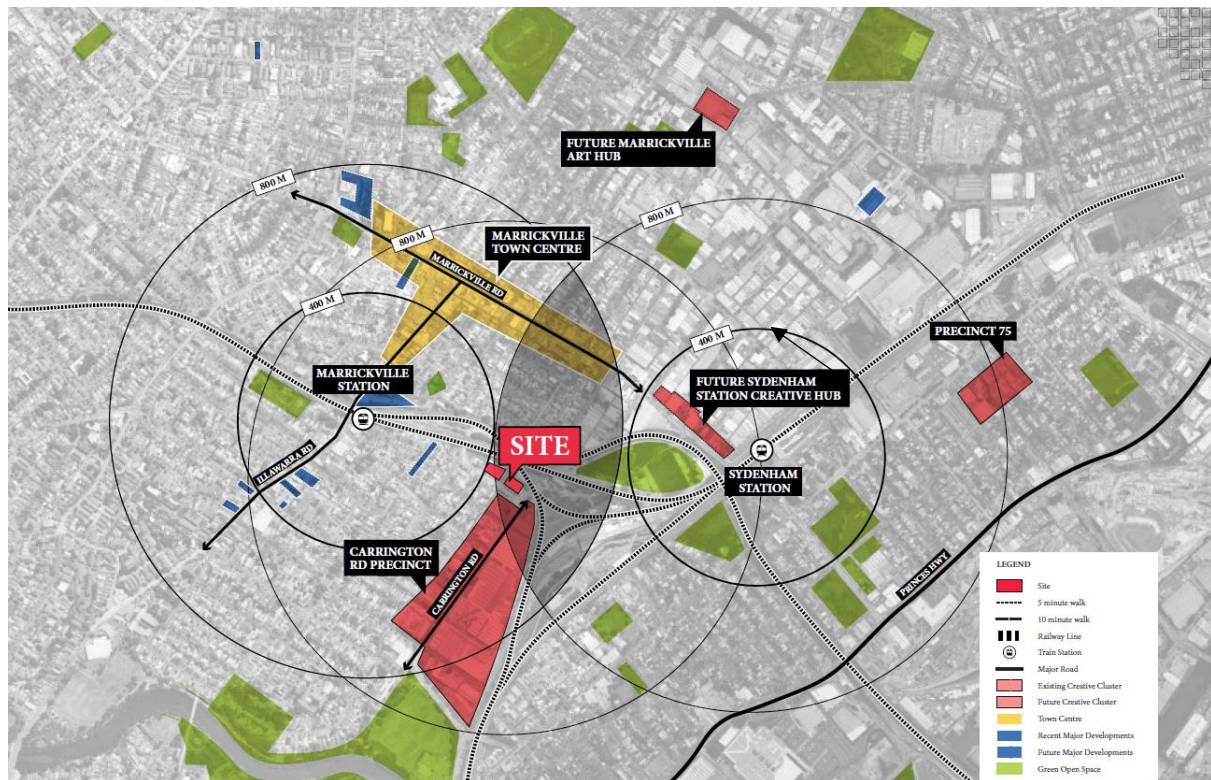 FUTURE MARRICKVILLE
ART HUB
800 M
800 M
800 M
MARRICKVILLE
TOWN CENTRE
MARRICKVILLE RD
400 M
400 M
PRECINCT 75
MARRICKVILLE
STATION
FUTURE SYDENHAM
STATION CREATIVE HUB
SITE
ILLAWARRA RD
SYDENHAM
STATION
CARRINGTON
RD PRECINCT
CARRINGTON RD
PRINCES HWY
LEGEND
Site
5 minute walk
10 minute walk
Railway Line
Train Station
Major Road
Existing Creative Cluster
Future Creative Cluster
Town Centre
Recent Major Developments
Future Major Developments
Green Open Space